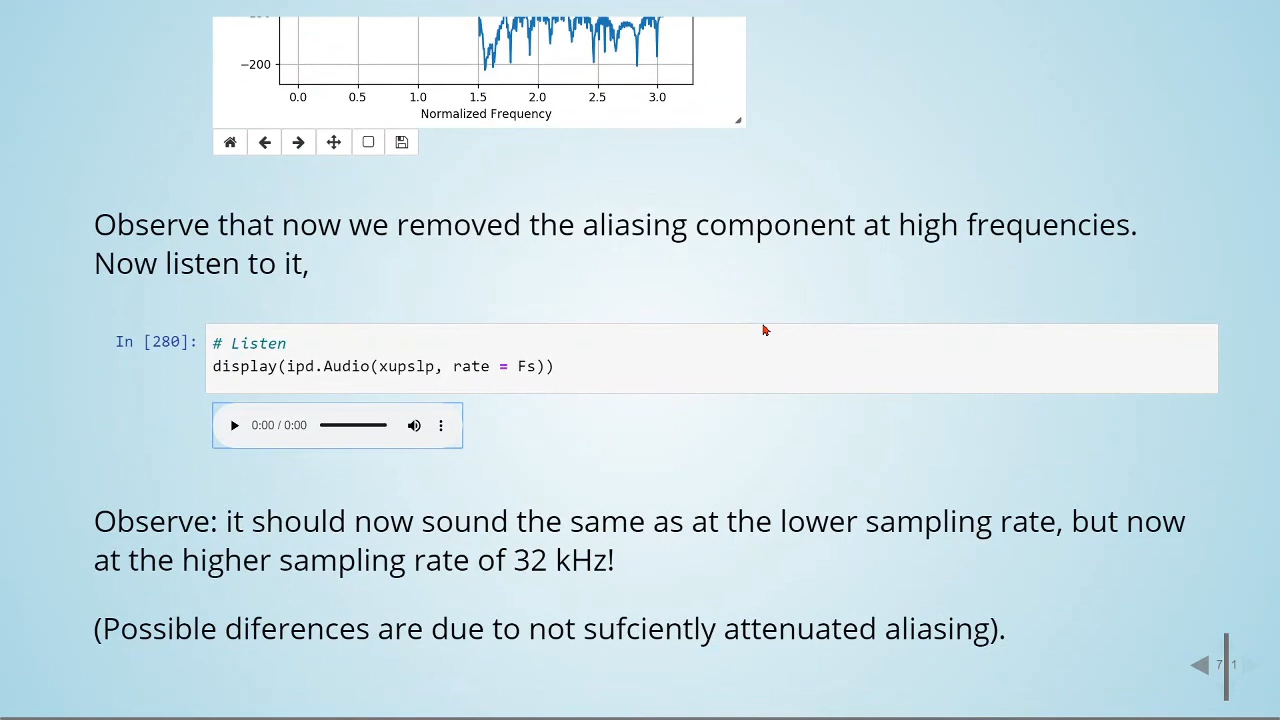 −200
0.0 0.5 1.0 1.5 2.0 2.5 3.0
Normalized Frequency
Observe that now we removed the aliasing component at high frequencies.
Now listen to it,
In [280]:
# Listen
display(ipd.Audio(xupslp, rate = Fs))
0:00 / 0:00
Observe: it should now sound the same as at the lower sampling rate, but now
at the higher sampling rate of 32 kHz!
(Possible diferences are due to not sufciently attenuated aliasing).
7 1